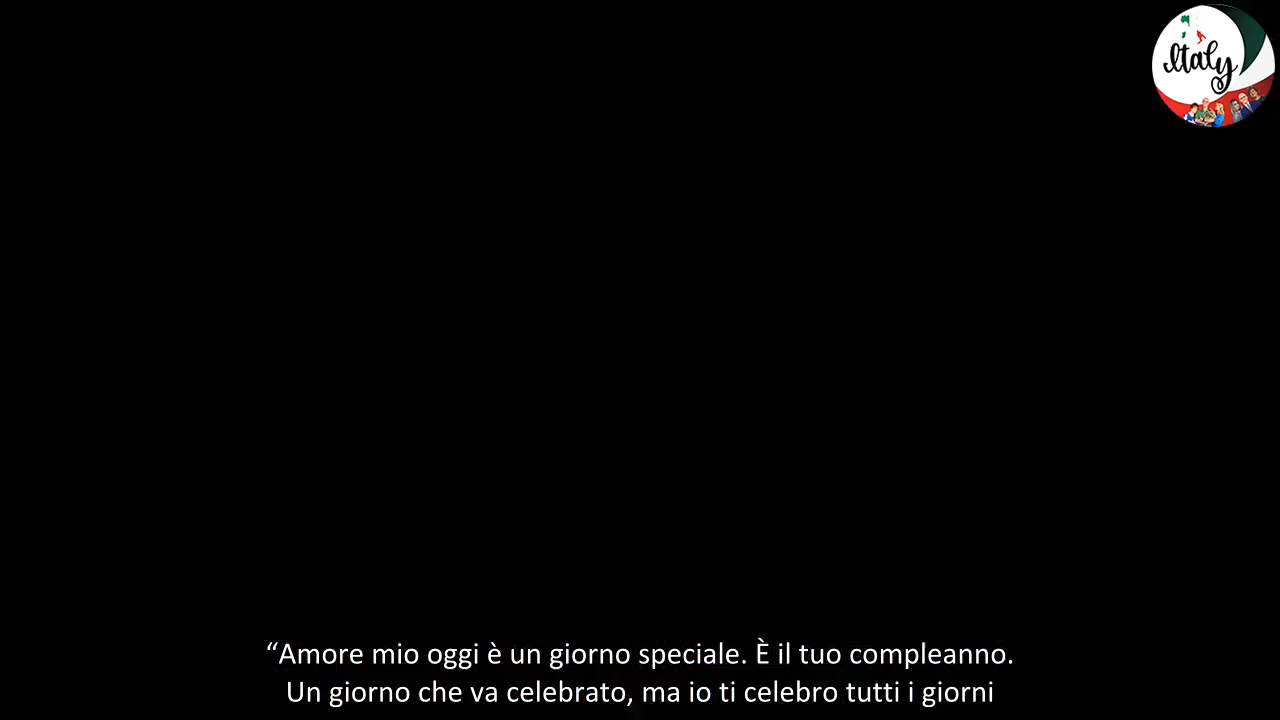 Italy
“Amore mio oggi è un giorno speciale. È il tuo compleanno.
Un giorno che va celebrato, ma io ti celebro tutti i giorni